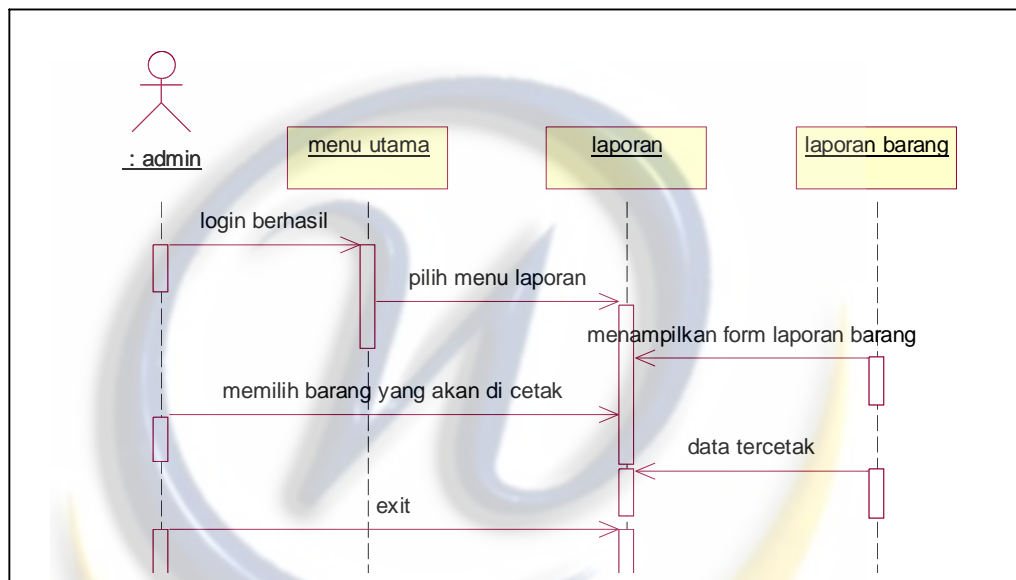 : admin
menu utama
laporan
laporan barang
login berhasil
pilih menu laporan
menampilkan form laporan barang
memilih barang yang akan di cetak
data tercetak
exit